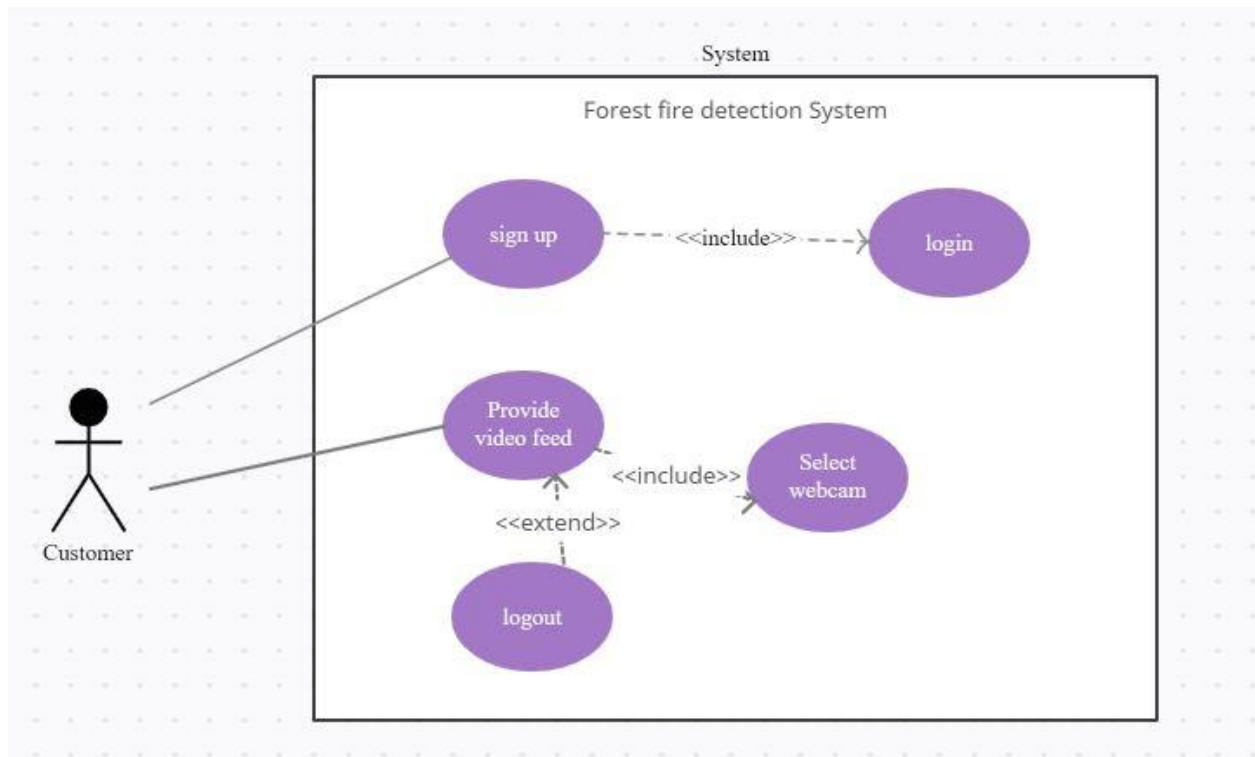 System
Forest fire detection System
sign up
<<include>>
login
Provide
video feed
<<include>>
Select
webcam
<<extend>>
logout
Customer